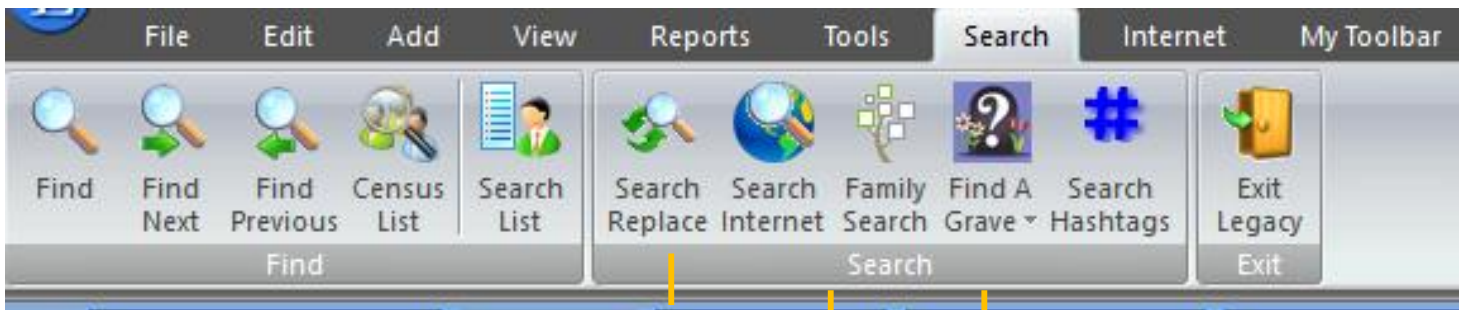 File Edit Add View Reports Tools Search Internet My Toolbar
Find Find Find Census Search Search Search Family Find A Search Exit
Next Previous List List Replace Internet Search Grave Hashtags Legacy
Find Search Exit